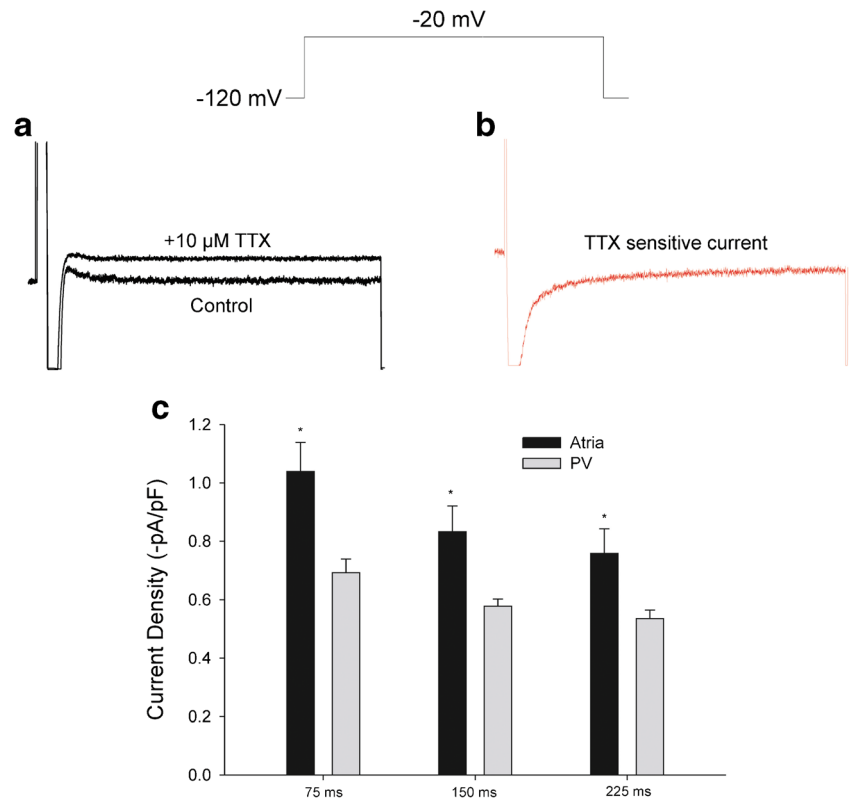 -20 mV
-120 mV
a
b
+10 µM TTX
Control
TTX sensitive current
c
Current Density (-pA/pF)
1.2
1.0
0.8
0.6
0.4
0.2
0.0
*
*
*
Atria
PV
75 ms
150 ms
225 ms